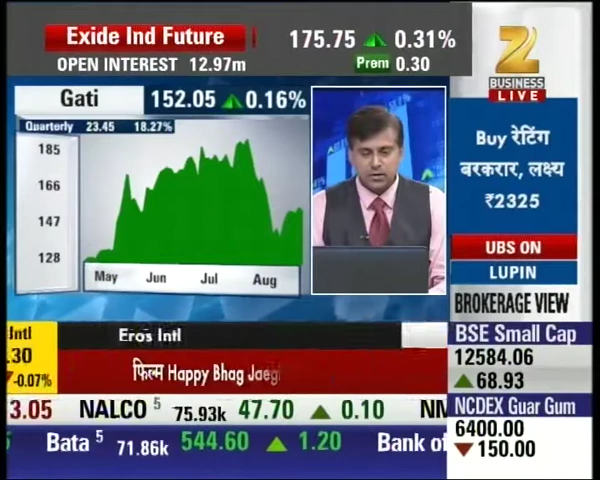 Exide Ind Future
175.75 0.31%
OPEN INTEREST 12.97m
Prem 0.30
Z
BUSINESS
LIVE
Gati 152.05 0.16%
Quarterly 23.45 18.27%
185
166
147
128
May Jun Jul Aug
Buy रेटिंग
बरकरार, लक्ष्य
₹2325
UBS ON
LUPIN
BROKERAGE VIEW
BSE Small Cap
12584.06
68.93
NCDEX Guar Gum
6400.00
150.00
Intl
.30
-0.07%
Eros Intl
फिल्म Happy Bhag Jaegi
3.05 NALCO 5 75.93k 47.70 0.10 NM
Bata 5 71.86k 544.60 1.20 Bank of